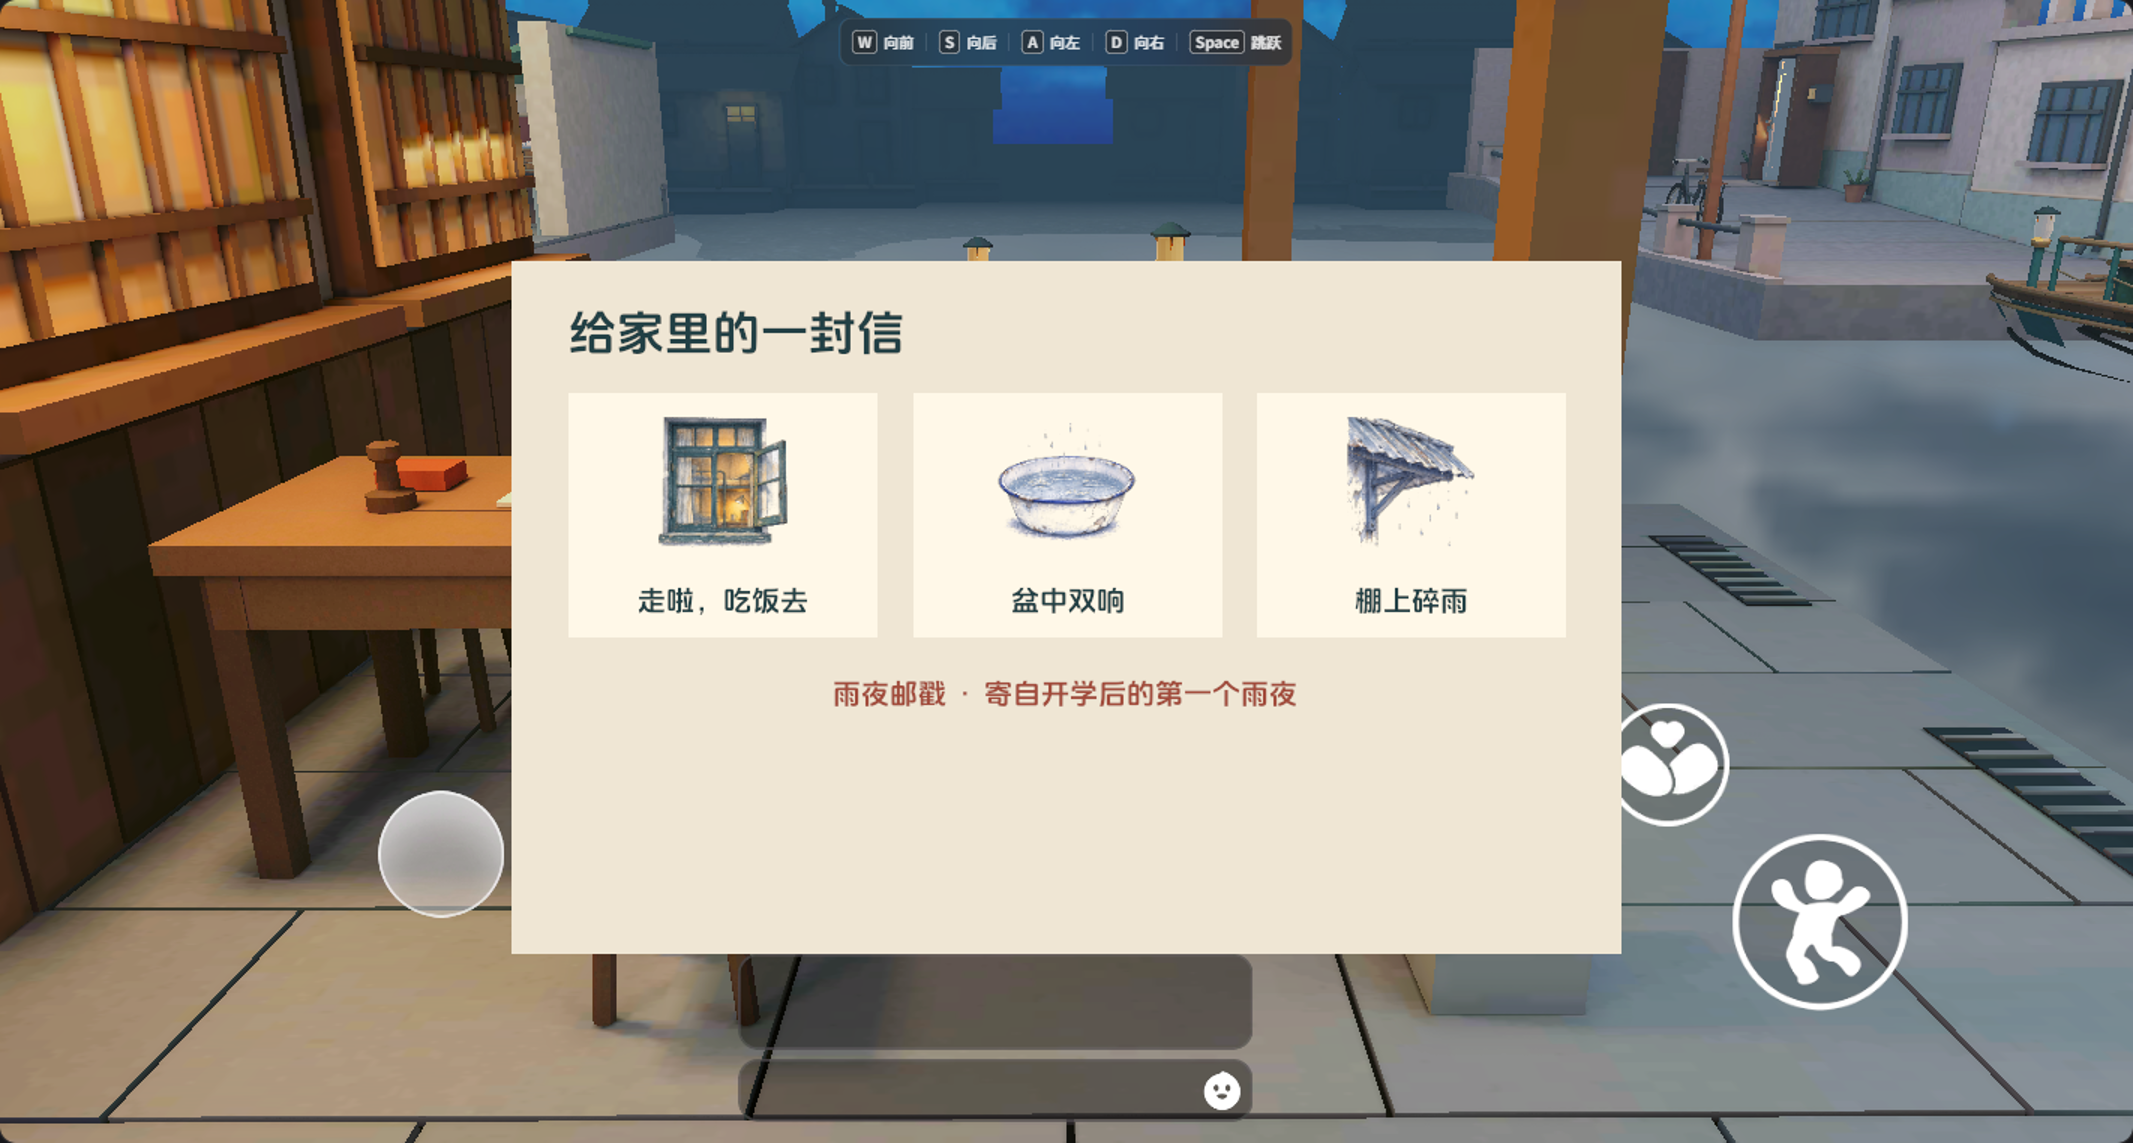 W 向前 S 向后 A 向左 D 向右 Space 跳跃
给家里的一封信
走啦，吃饭去
盆中双响
棚上碎雨
雨夜邮戳 · 寄自开学后的第一个雨夜